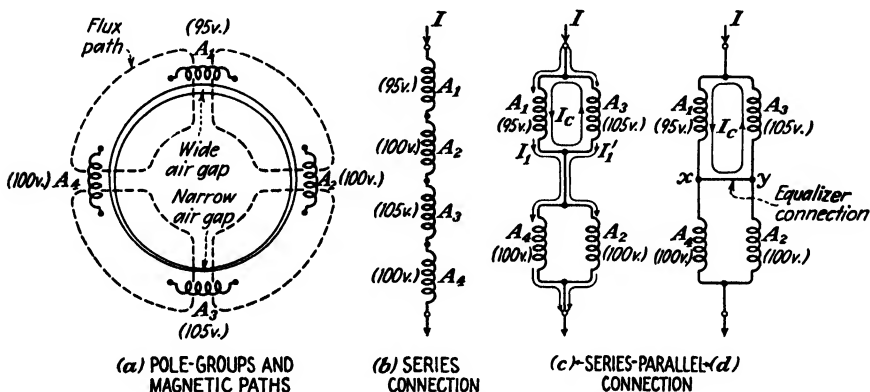 Flux
path
(95v.)
A₁
(100v.) A₄
Wide
air gap
Narrow
air gap
A₂ (100v.)
A₃
(105v.)
(a) POLE-GROUPS AND
MAGNETIC PATHS
I
(95v.) A₁
(100v.) A₂
(105v.) A₃
(100v.) A₄
(b) SERIES
CONNECTION
I
A₁
(95v.)
I_c
A₃
(105v.)
I₁
I₁′
A₄
(100v.)
A₂
(100v.)
I
A₁
(95v.)
I_c
A₃
(105v.)
x
y
Equalizer
connection
A₄
(100v.)
A₂
(100v.)
(c)-SERIES-PARALLEL-(d)
CONNECTION